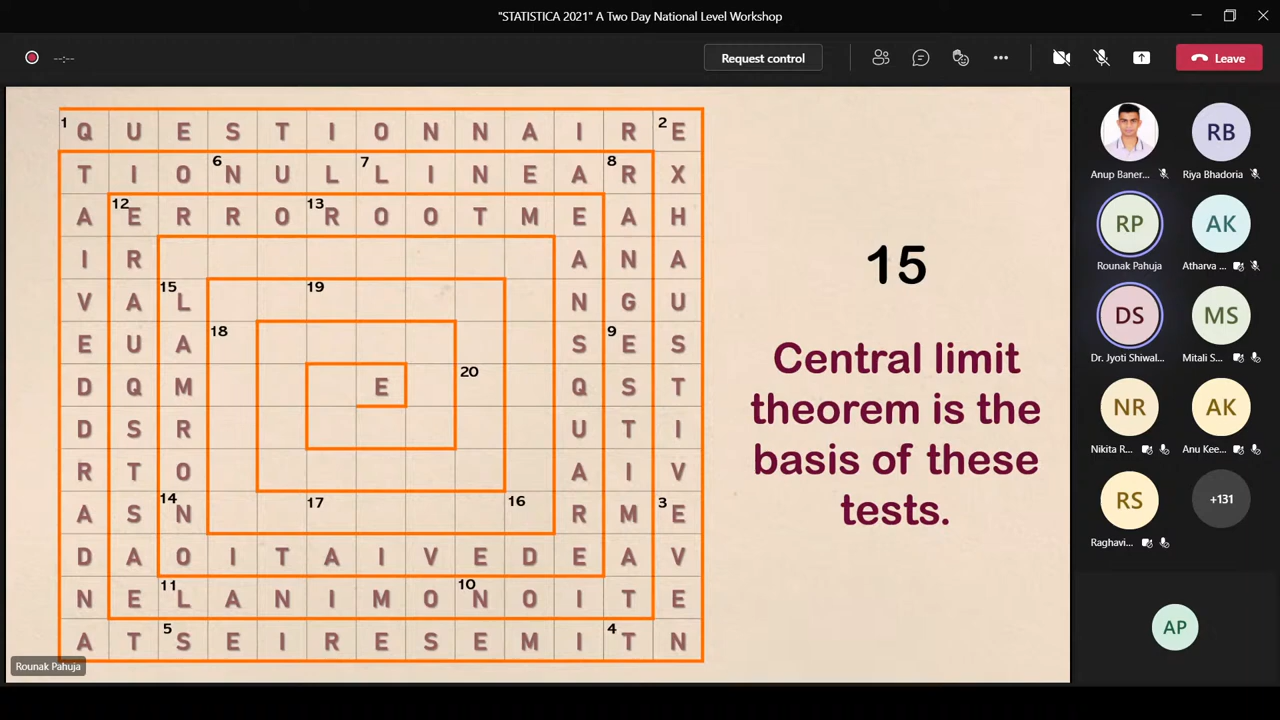 "STATISTICA 2021" A Two Day National Level Workshop
--:--
Request control
Leave
1 Q U E S T I O N N A I R 2 E
T I O 6 N U L 7 L I N E A 8 R X
A 12 E R R O 13 R O O T M E A H
I R A N A
V A 15 L 19 N G U
E U A 18 S 9 E S
D Q M E 20 Q S T
D S R U T I
R T O A I V
A S 14 N 17 16 R M 3 E
D A O I T A I V E D E A V
N E 11 L A N I M O 10 N O I T E
A T 5 S E I R E S E M I 4 T N
Rounak Pahuja
15
Central limit
theorem is the
basis of these
tests.
Anup Baner...
RB
Riya Bhadoria
RP
Rounak Pahuja
AK
Atharva ...
DS
Dr. Jyoti Shiwal...
MS
Mitali S...
NR
Nikita R...
AK
Anu Kee...
RS
Raghavi...
+131
AP